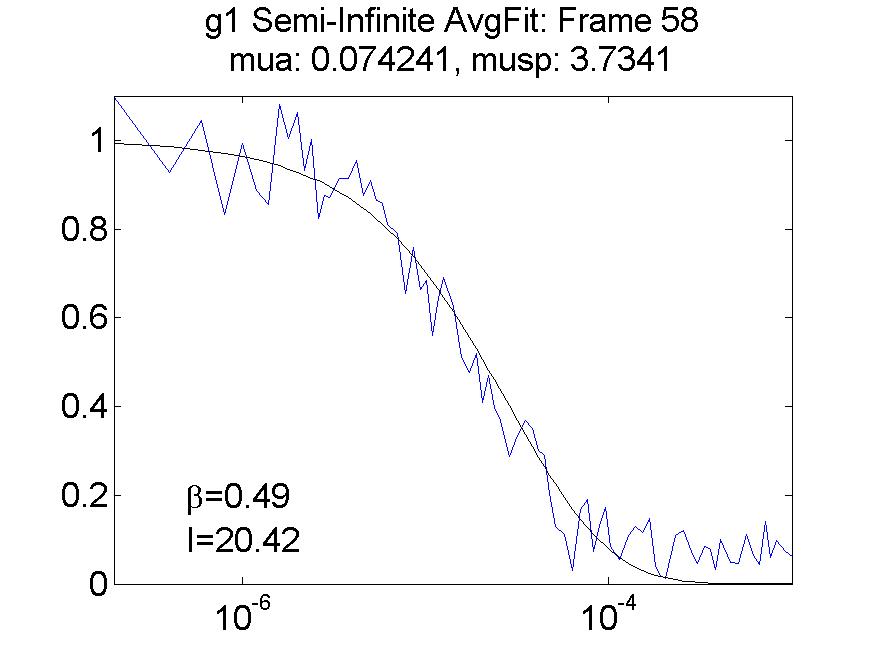 g1 Semi-Infinite AvgFit: Frame 58
mua: 0.074241, musp: 3.7341
1
0.8
0.6
0.4
0.2
0
β=0.49
I=20.42
10^-6
10^-4